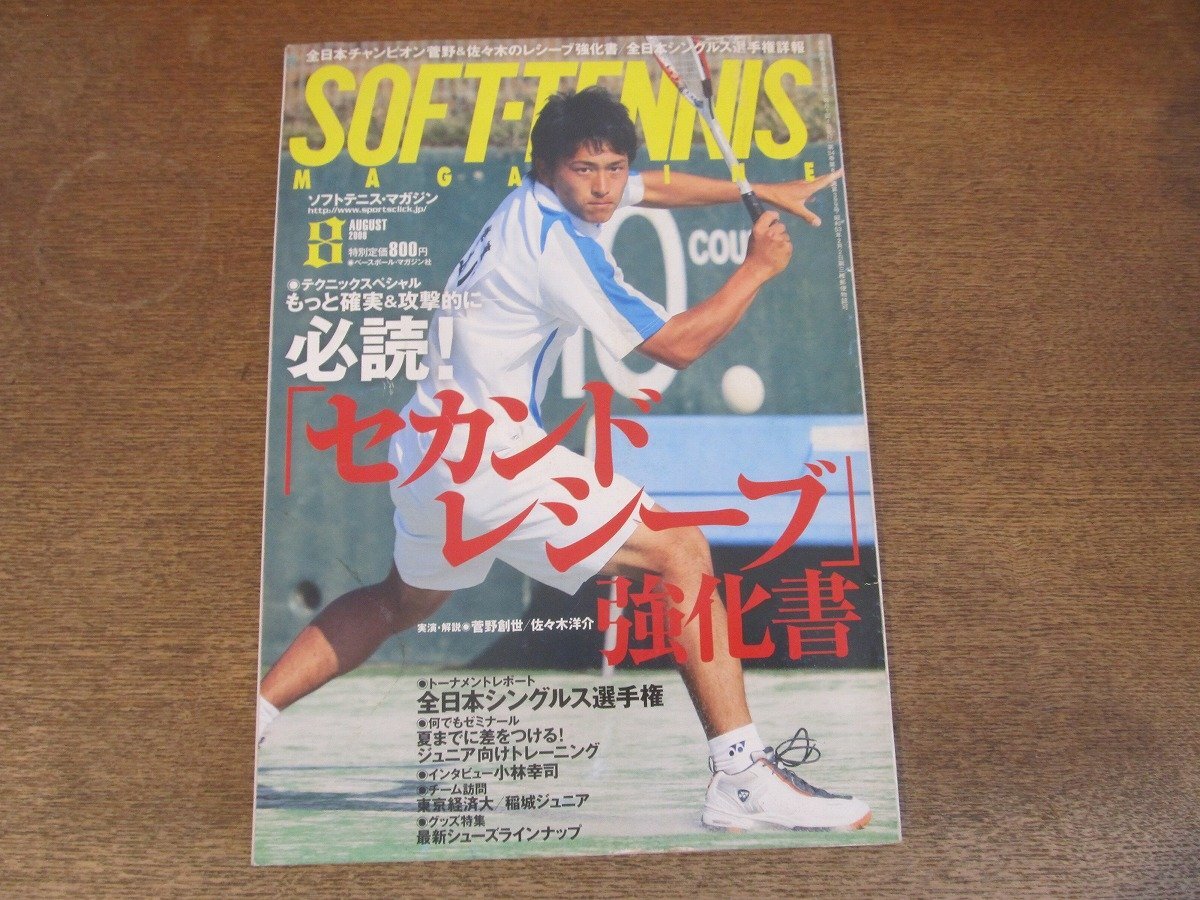 全日本チャンピオン菅野&佐々木のレシーブ強化書/全日本シングルス選手権詳報
SOFT・TENNIS
MAGAZINE
ソフトテニス・マガジン
http://www.sportsclick.jp/
8 AUGUST
2006
特別定価800円
●ベースボール・マガジン社
COU
10
●テクニックスペシャル
もっと確実&攻撃的に
必読!
「セカンド
レシーブ」
強化書
実演・解説●菅野創世/佐々木洋介
●トーナメントレポート
全日本シングルス選手権
●何でもゼミナール
夏までに差をつける!
ジュニア向けトレーニング
●インタビュー小林幸司
●チーム訪問
東京経済大/稲城ジュニア
●グッズ特集
最新シューズラインナップ